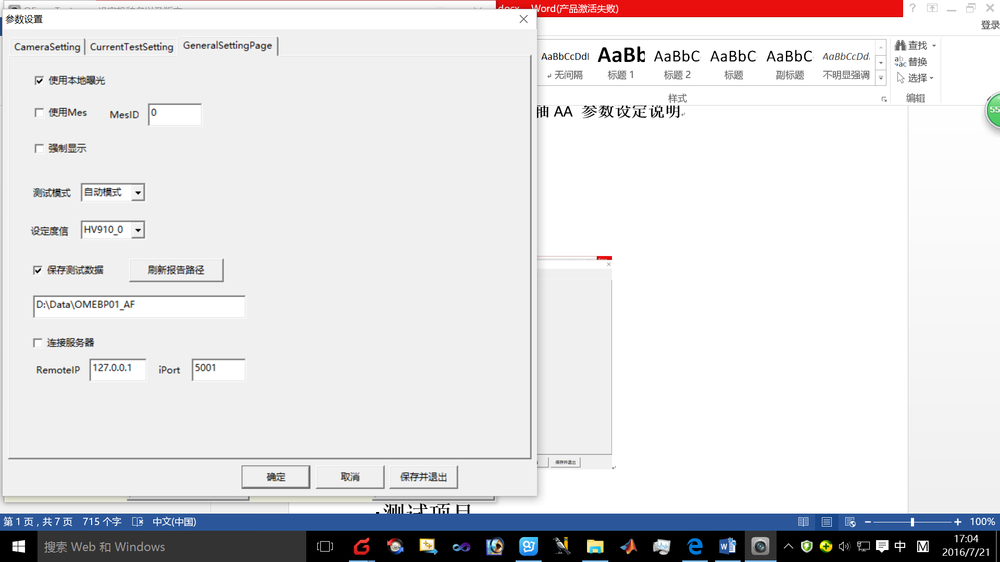 docx - Word(产品激活失败)
参数设置
登录
CameraSetting
CurrentTestSetting
GeneralSettingPage
使用本地曝光
使用Mes
MesID
0
强制显示
测试模式
自动模式
设定度信
HV910_0
保存测试数据
刷新报告路径
D:\Data\OMEBP01_AF
连接服务器
RemoteIP
127.0.0.1
iPort
5001
确定
取消
保存并退出
AaBbCcDdI
AaBb
AaBbC
AaBbC
AaBbC
AaBbCcDd
无间隔
标题 1
标题 2
标题
副标题
不明显强调
样式
查找
替换
选择
编辑
55
轴 AA 参数设定说明
保存并退出
测试项目
第 1 页，共 7 页
715 个字
中文(中国)
100%
搜索 Web 和 Windows
中
M
17:04
2016/7/21